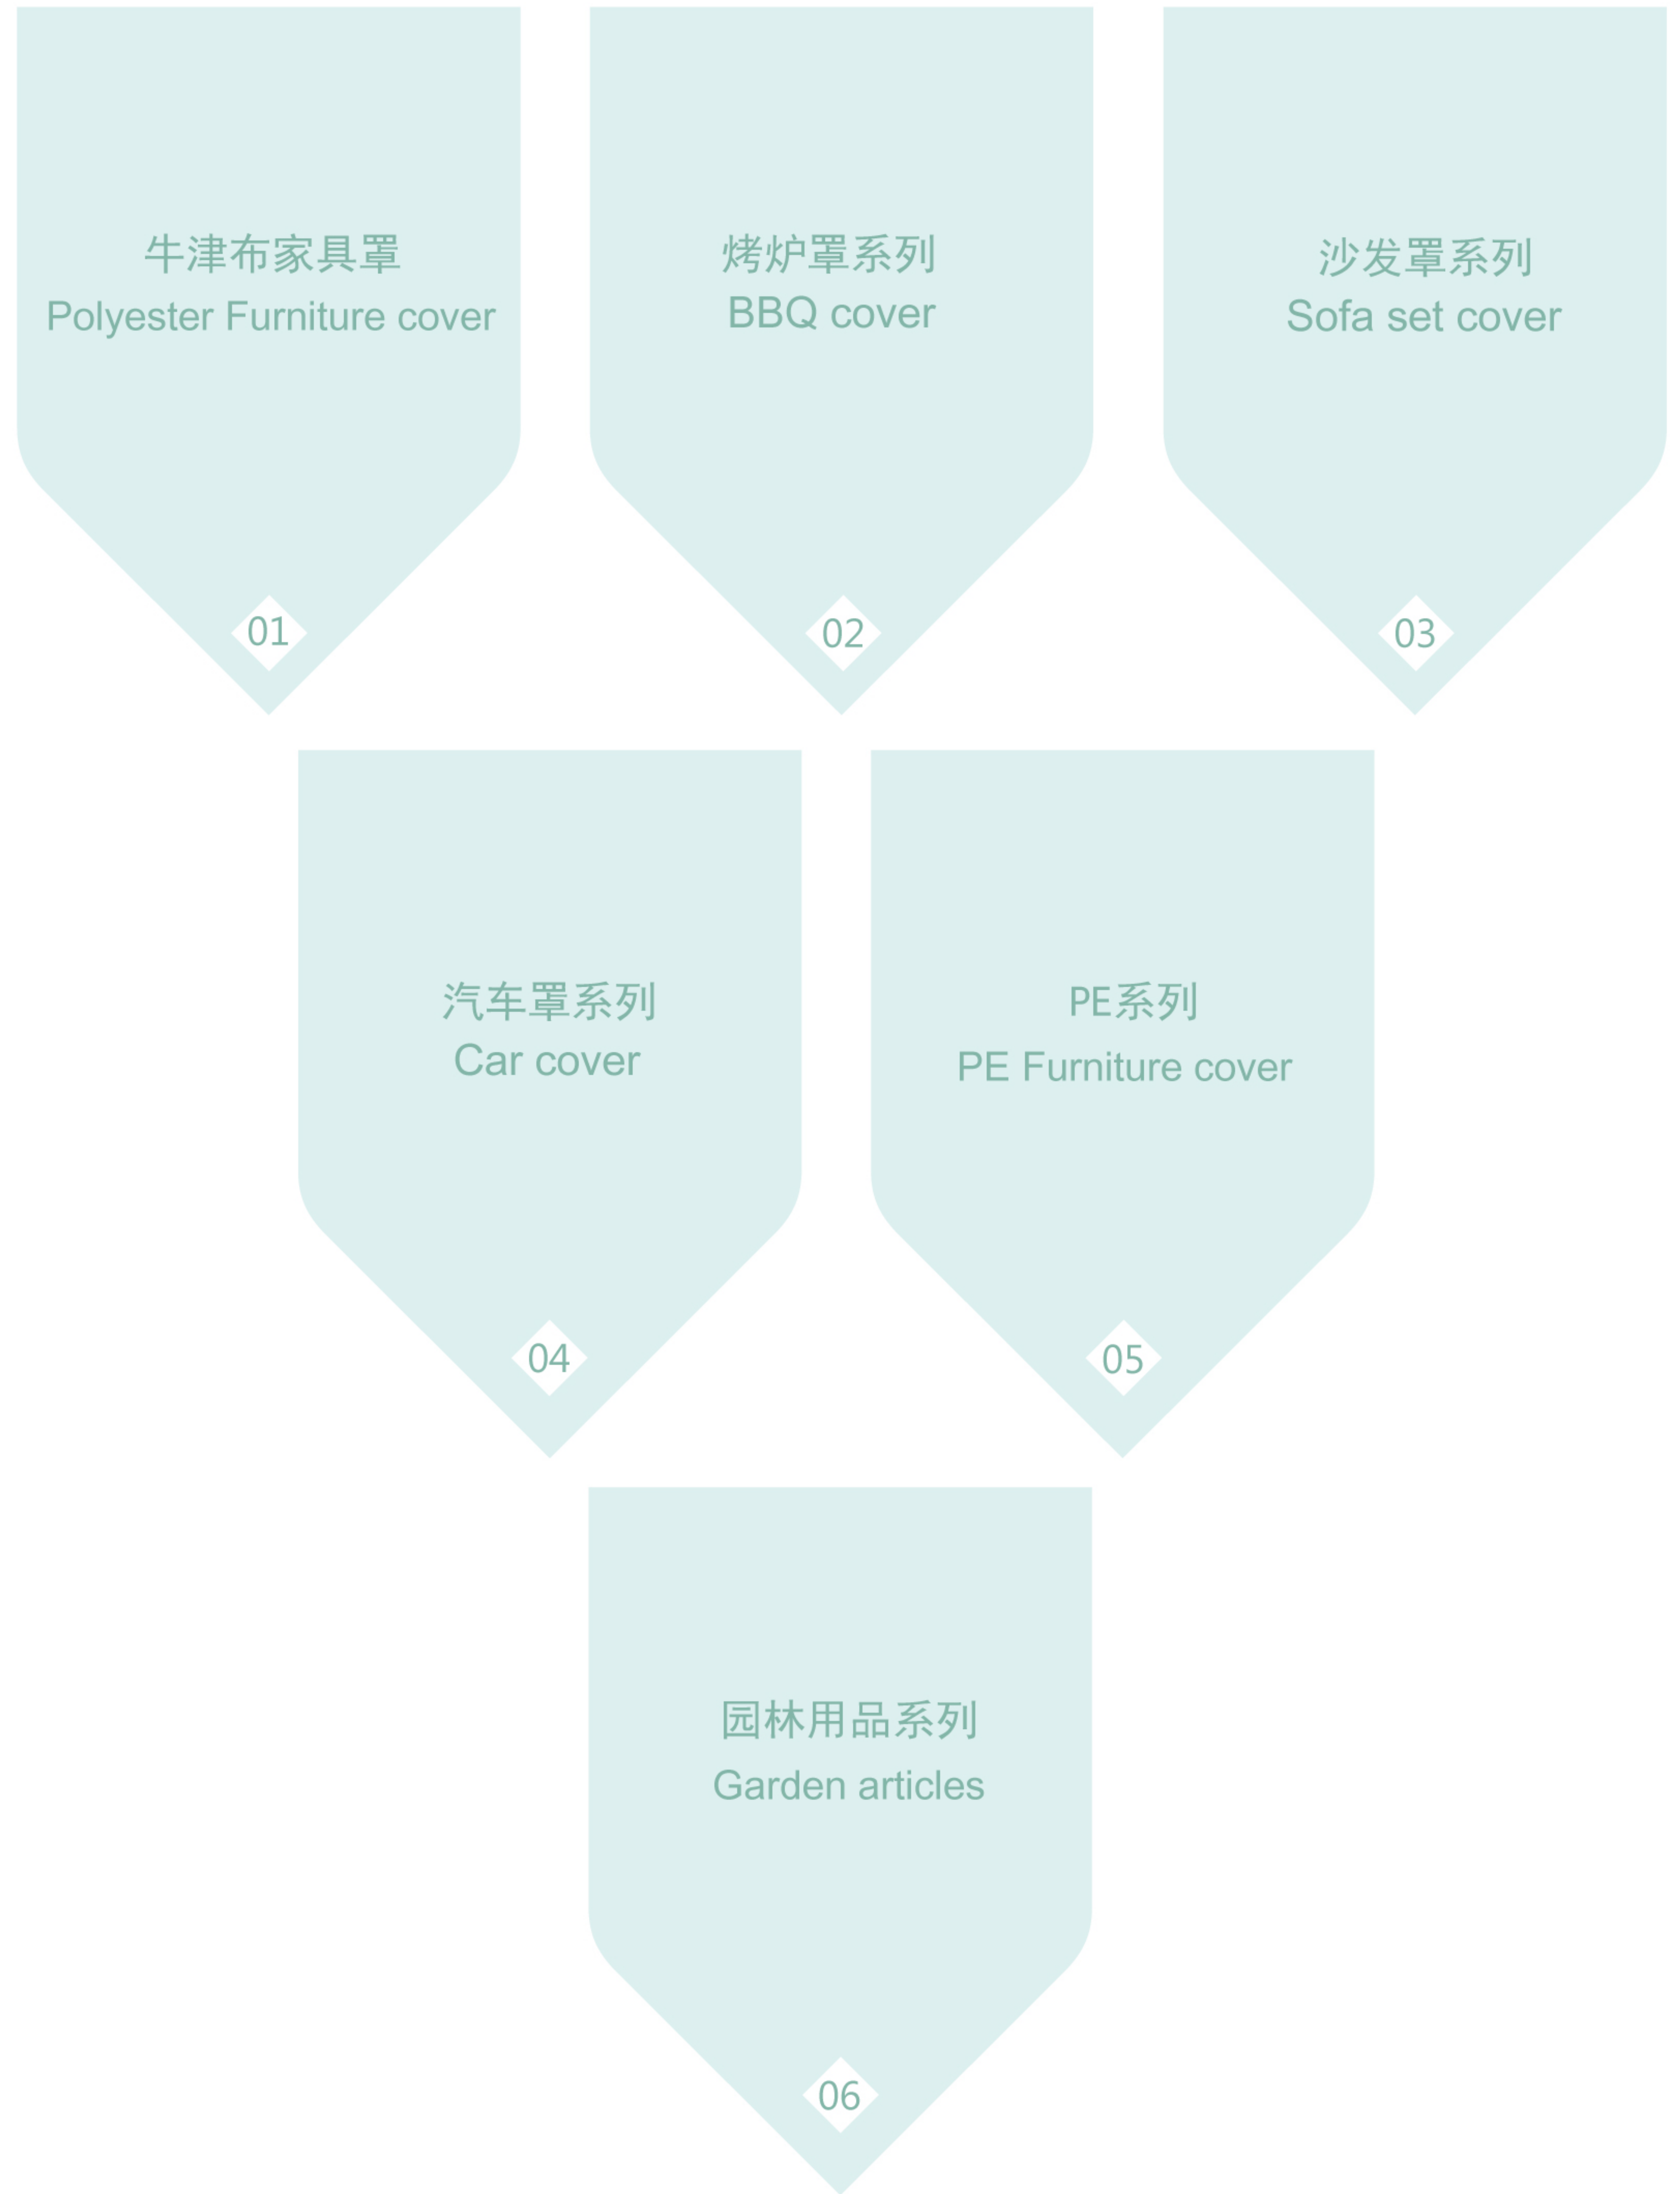 牛津布家具罩
Polyester Furniture cover
01
烤炉罩系列
BBQ cover
02
沙发罩系列
Sofa set cover
03
汽车罩系列
Car cover
04
PE系列
PE Furniture cover
05
园林用品系列
Garden articles
06